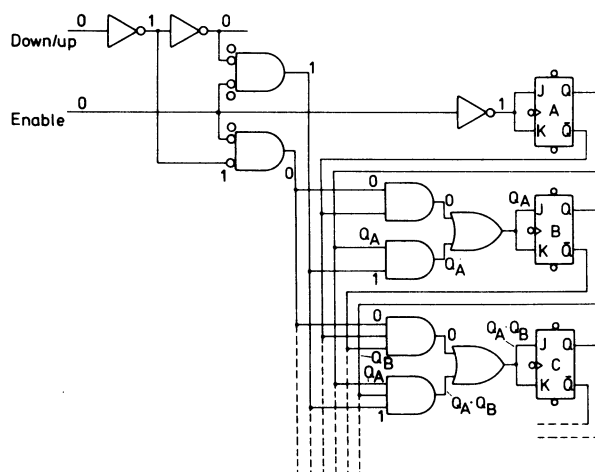 0 1 0
Down/up
1
0
Enable
1
J Q
A
K Q̄
1
0
0
0
Q_A
J Q
B
K Q̄
Q_A
1
Q_A
0
0
Q_A·Q_B
J Q
C
K Q̄
Q_B
Q_A
1
Q_A·Q_B